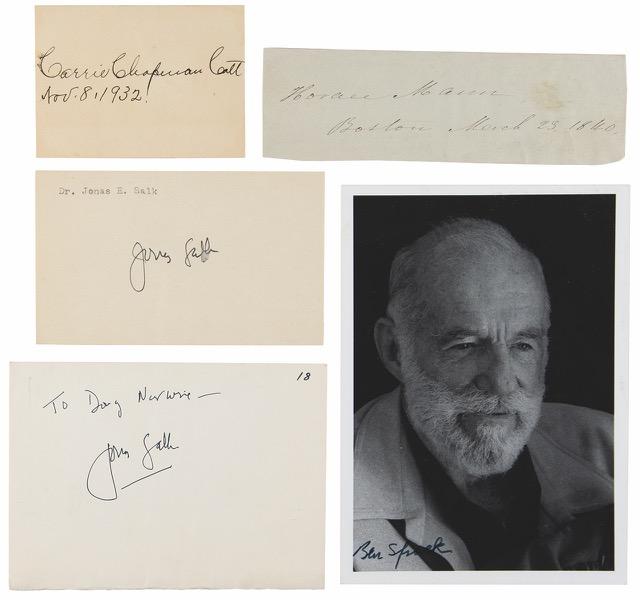 Carrie Chapman Catt
Nov. 8, 1932.
Horace Mann
Boston March 23, 1840.
Dr. Jonas E. Salk
Jonas Salk
18
To Doug
Jonas Salk
Ben Spock